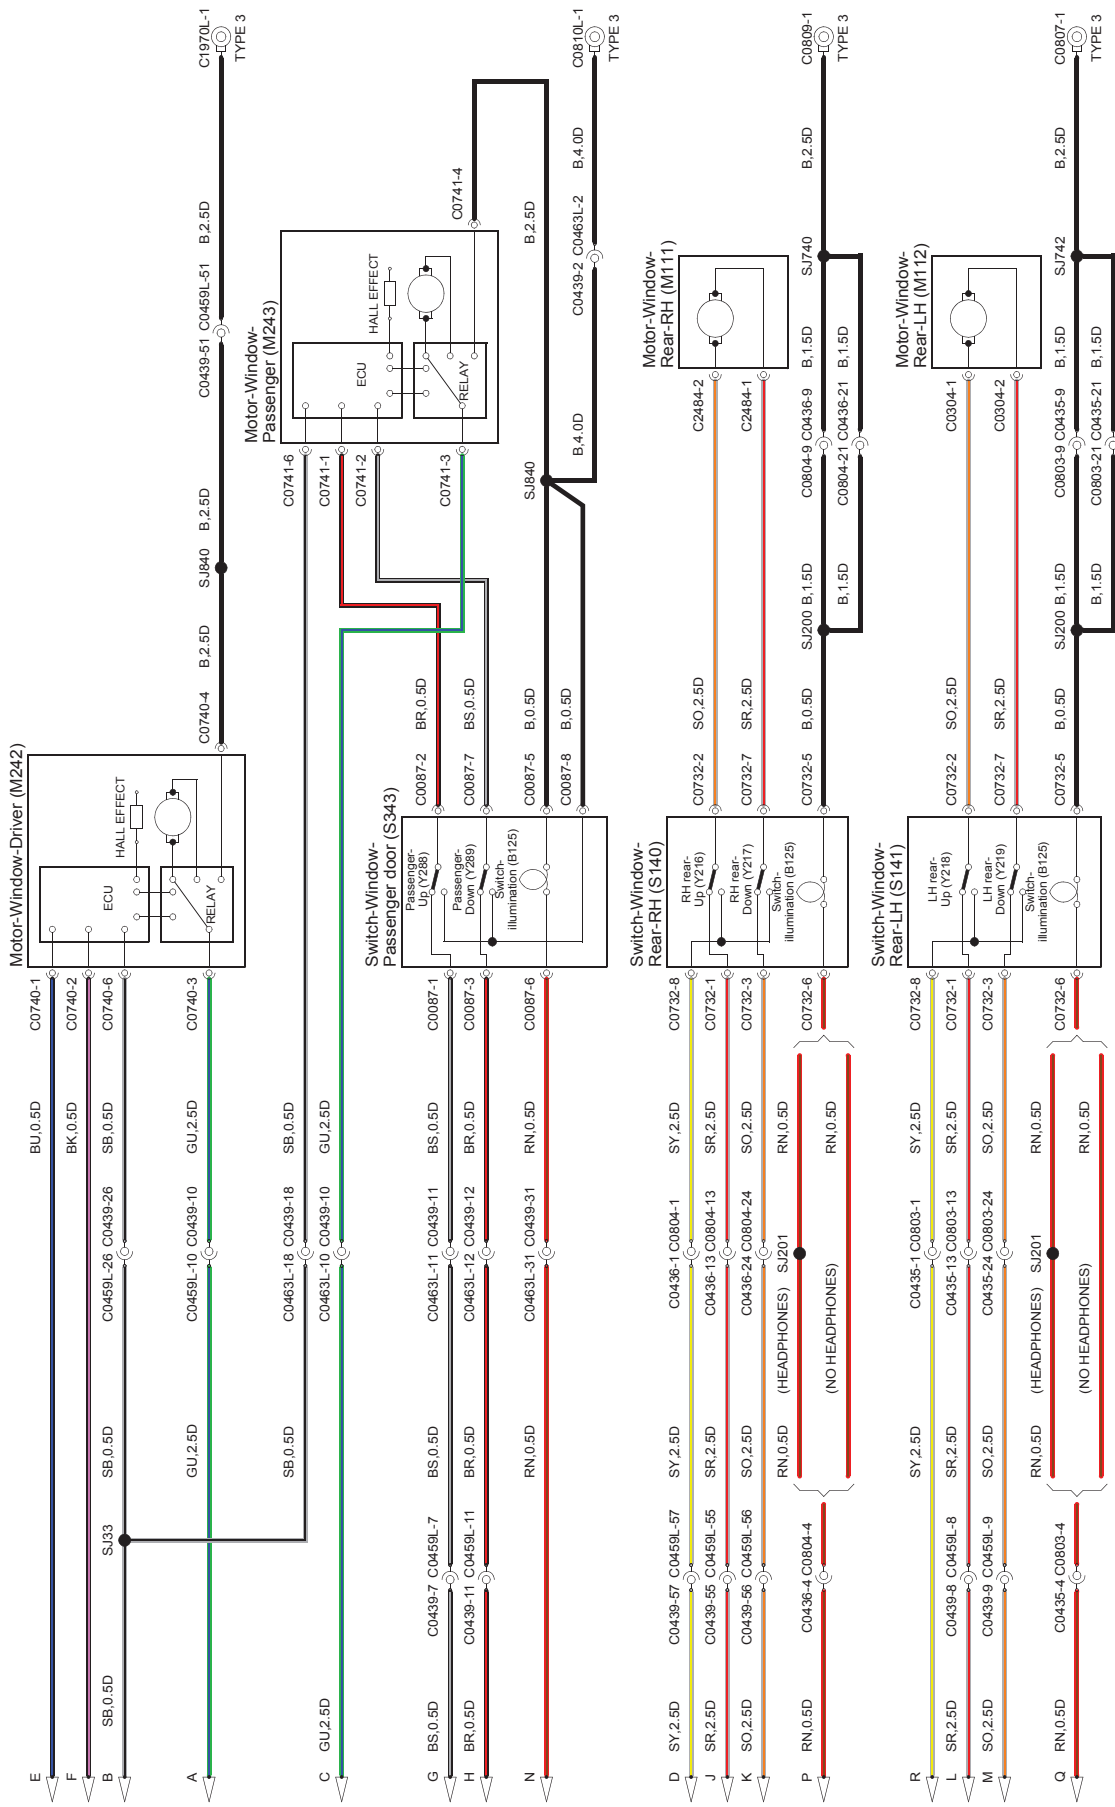 C1970L-1
TYPE 3
B,2.5D
C0439-51 C0459L-51
B,2.5D
SJ840
B,2.5D
C0740-4
Motor-Window-Driver (M242)
HALL EFFECT
ECU
RELAY
C0740-1
C0740-2
C0740-6
C0740-3
BU,0.5D
BK,0.5D
SB,0.5D
GU,2.5D
C0459L-26 C0439-26
C0459L-10 C0439-10
SB,0.5D
GU,2.5D
SJ33
SB,0.5D
E
F
B
A
C0810L-1
TYPE 3
B,4.0D
C0439-2 C0463L-2
B,4.0D
C0741-4
B,2.5D
SJ840
Motor-Window-
Passenger (M243)
HALL EFFECT
ECU
RELAY
C0741-6
C0741-1
C0741-2
C0741-3
BR,0.5D
BS,0.5D
B,0.5D
B,0.5D
C0087-2
C0087-7
C0087-5
C0087-8
Switch-Window-
Passenger door (S343)
Passenger-
Up (Y288)
Passenger-
Down (Y289)
Switch-
illumination (B125)
C0087-1
C0087-3
C0087-6
SB,0.5D
GU,2.5D
BS,0.5D
BR,0.5D
RN,0.5D
C0463L-18 C0439-18
C0463L-10 C0439-10
C0463L-11 C0439-11
C0463L-12 C0439-12
C0463L-31 C0439-31
SB,0.5D
BS,0.5D
BR,0.5D
RN,0.5D
C0439-7 C0459L-7
C0439-11 C0459L-11
GU,2.5D
BS,0.5D
BR,0.5D
C
G
H
N
C0809-1
TYPE 3
B,2.5D
SJ740
B,1.5D
B,1.5D
C0804-9 C0436-9
C0804-21 C0436-21
SJ200
B,1.5D
B,1.5D
Motor-Window-
Rear-RH (M111)
C2484-2
C2484-1
SO,2.5D
SR,2.5D
B,0.5D
C0732-2
C0732-7
C0732-5
Switch-Window-
Rear-RH (S140)
RH rear-
Up (Y216)
RH rear-
Down (Y217)
Switch-
illumination (B125)
C0732-8
C0732-1
C0732-3
C0732-6
SY,2.5D
SR,2.5D
SO,2.5D
RN,0.5D
RN,0.5D
C0436-1 C0804-1
C0436-13 C0804-13
C0436-24 C0804-24
SJ201
(HEADPHONES)
(NO HEADPHONES)
SY,2.5D
SR,2.5D
SO,2.5D
RN,0.5D
C0439-57 C0459L-57
C0439-55 C0459L-55
C0439-56 C0459L-56
C0436-4 C0804-4
SY,2.5D
SR,2.5D
SO,2.5D
RN,0.5D
D
J
K
P
C0807-1
TYPE 3
B,2.5D
SJ742
B,1.5D
B,1.5D
C0803-9 C0435-9
C0803-21 C0435-21
SJ200
B,1.5D
B,1.5D
Motor-Window-
Rear-LH (M112)
C0304-1
C0304-2
SO,2.5D
SR,2.5D
B,0.5D
C0732-2
C0732-7
C0732-5
Switch-Window-
Rear-LH (S141)
LH rear-
Up (Y218)
LH rear-
Down (Y219)
Switch-
illumination (B125)
C0732-8
C0732-1
C0732-3
C0732-6
SY,2.5D
SR,2.5D
SO,2.5D
RN,0.5D
RN,0.5D
C0435-1 C0803-1
C0435-13 C0803-13
C0435-24 C0803-24
SJ201
(HEADPHONES)
(NO HEADPHONES)
SY,2.5D
SR,2.5D
SO,2.5D
RN,0.5D
C0439-8 C0459L-8
C0439-9 C0459L-9
C0435-4 C0803-4
SR,2.5D
SO,2.5D
RN,0.5D
R
L
M
Q